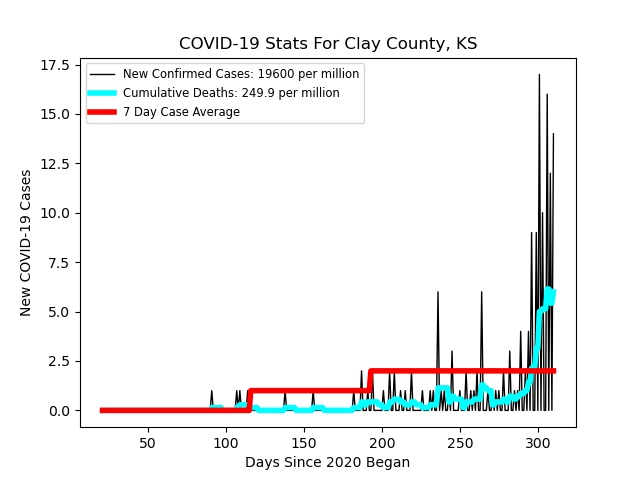 COVID-19 Stats For Clay County, KS
New Confirmed Cases: 19600 per million
Cumulative Deaths: 249.9 per million
7 Day Case Average
New COVID-19 Cases
17.5
15.0
12.5
10.0
7.5
5.0
2.5
0.0
50
100
150
200
250
300
Days Since 2020 Began